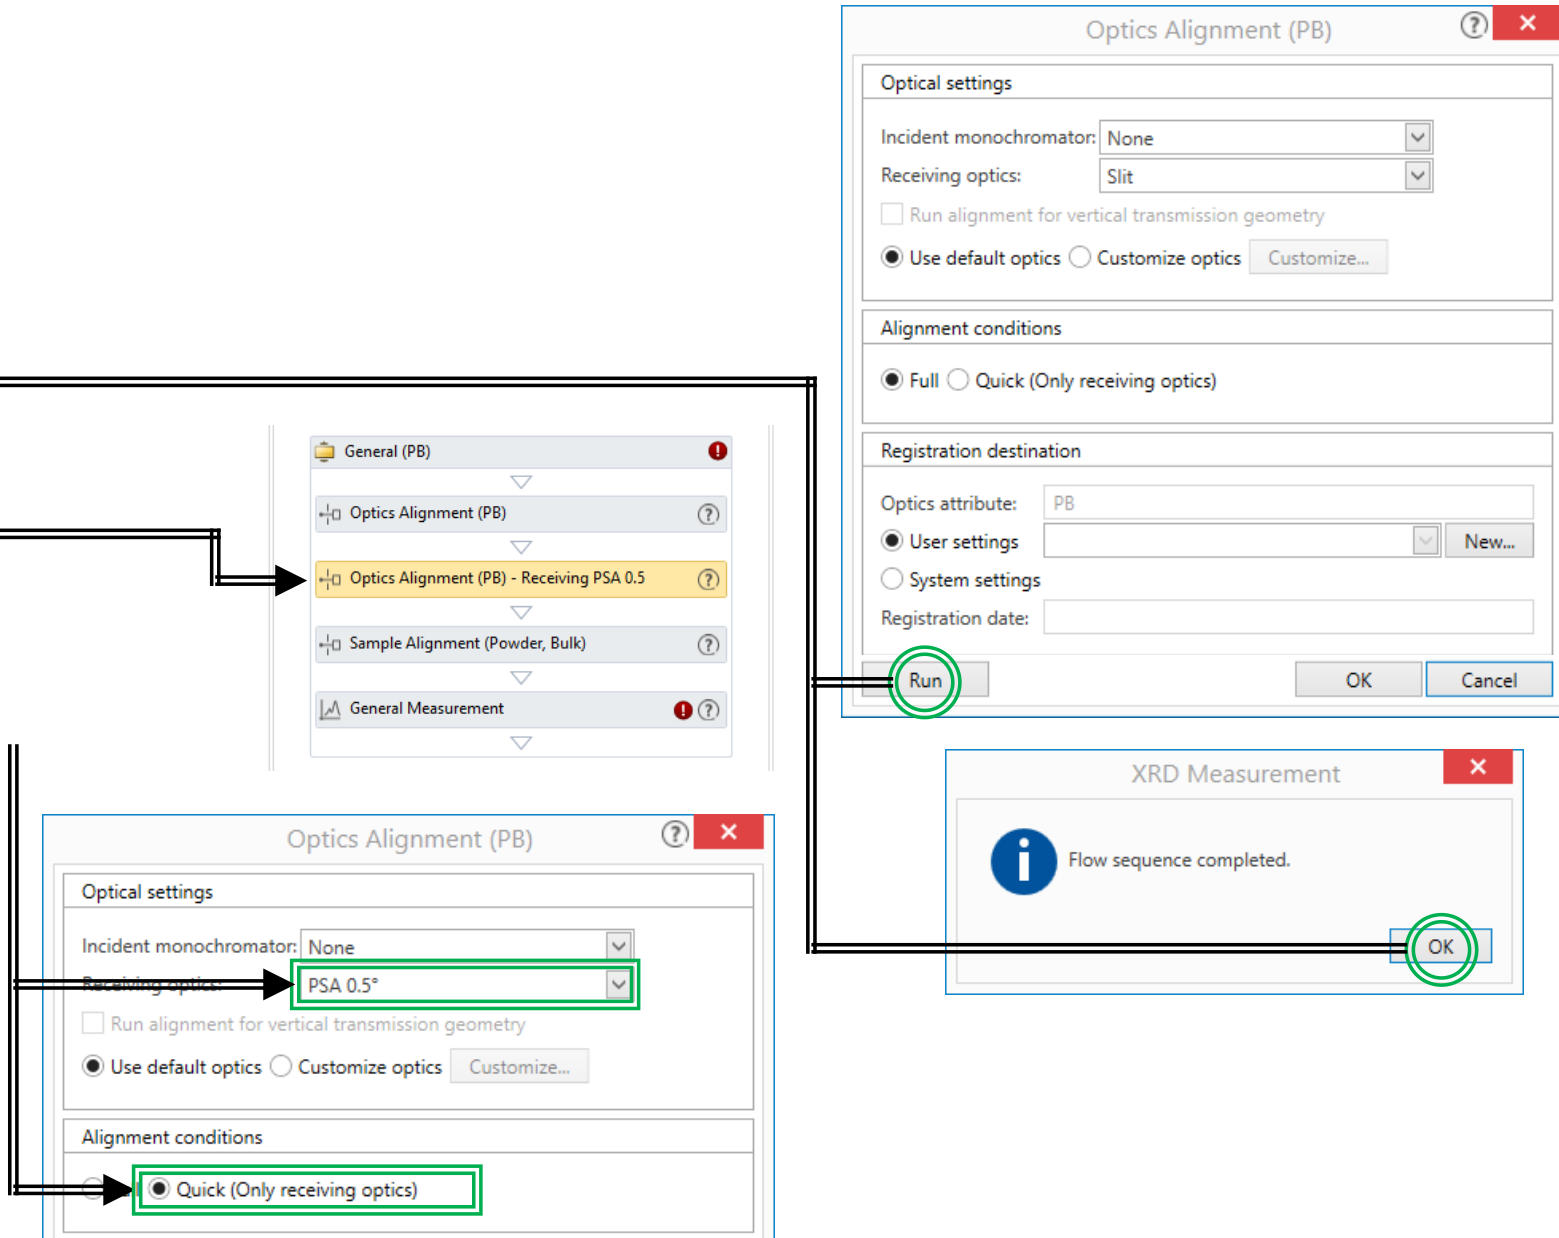 Optics Alignment (PB)
Optical settings
Incident monochromator: None
Receiving optics: Slit
Run alignment for vertical transmission geometry
Use default optics Customize optics Customize...
Alignment conditions
Full Quick (Only receiving optics)
Registration destination
Optics attribute: PB
User settings New...
System settings
Registration date:
Run OK Cancel
General (PB)
Optics Alignment (PB)
Optics Alignment (PB) - Receiving PSA 0.5
Sample Alignment (Powder, Bulk)
General Measurement
XRD Measurement
Flow sequence completed.
OK
Optics Alignment (PB)
Optical settings
Incident monochromator: None
Receiving optics: PSA 0.5°
Run alignment for vertical transmission geometry
Use default optics Customize optics Customize...
Alignment conditions
Quick (Only receiving optics)